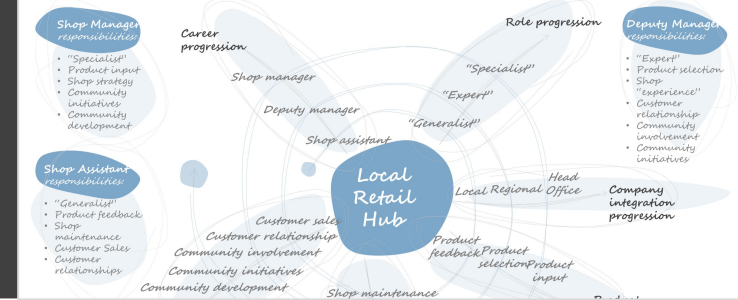 Shop Manager
responsibilities:
• "Specialist"
• Product input
• Shop strategy
• Community
initiatives
• Community
development
Shop Assistant
responsibilities:
• "Generalist"
• Product feedback
• Shop
maintenance
• Customer Sales
• Customer
relationships
Career
progression
Shop manager
Deputy manager
Shop assistant
Role progression
"Specialist"
"Expert"
"Generalist"
Local
Retail
Hub
Local Regional Head
Office
Company
integration
progression
Customer sales
Customer relationship
Community involvement
Community initiatives
Community development
Shop maintenance
Product
feedback
Product
selection
Product
input
Deputy Manager
responsibilities:
• "Expert"
• Product selection
• Shop
"experience"
• Customer
relationship
• Community
involvement
• Community
initiatives